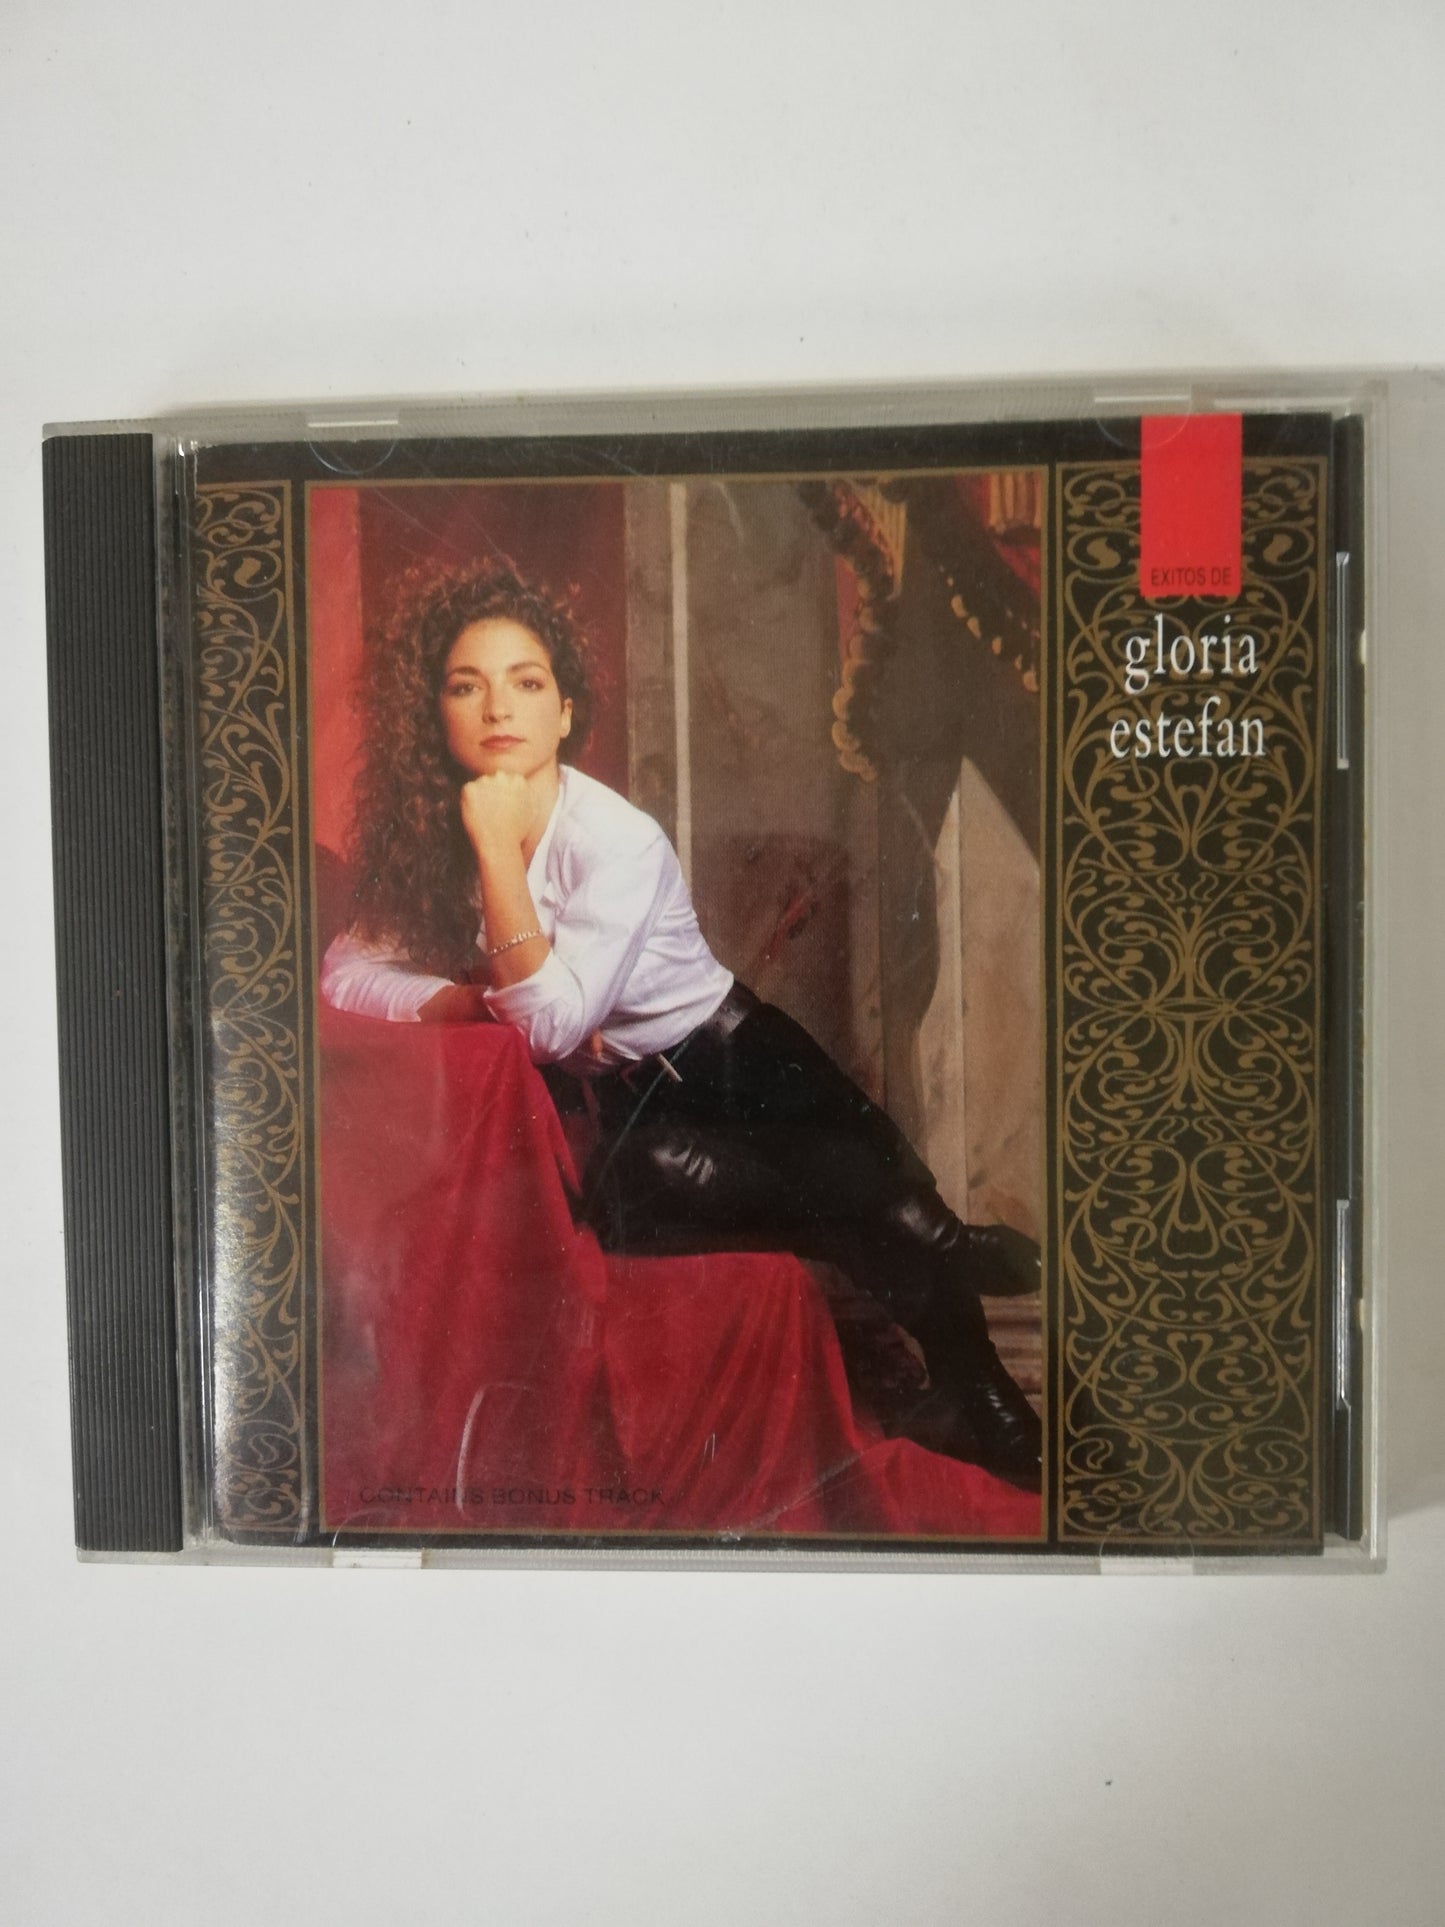 EXITOS DE
gloria
estefan
CONTAINS BONUS TRACK